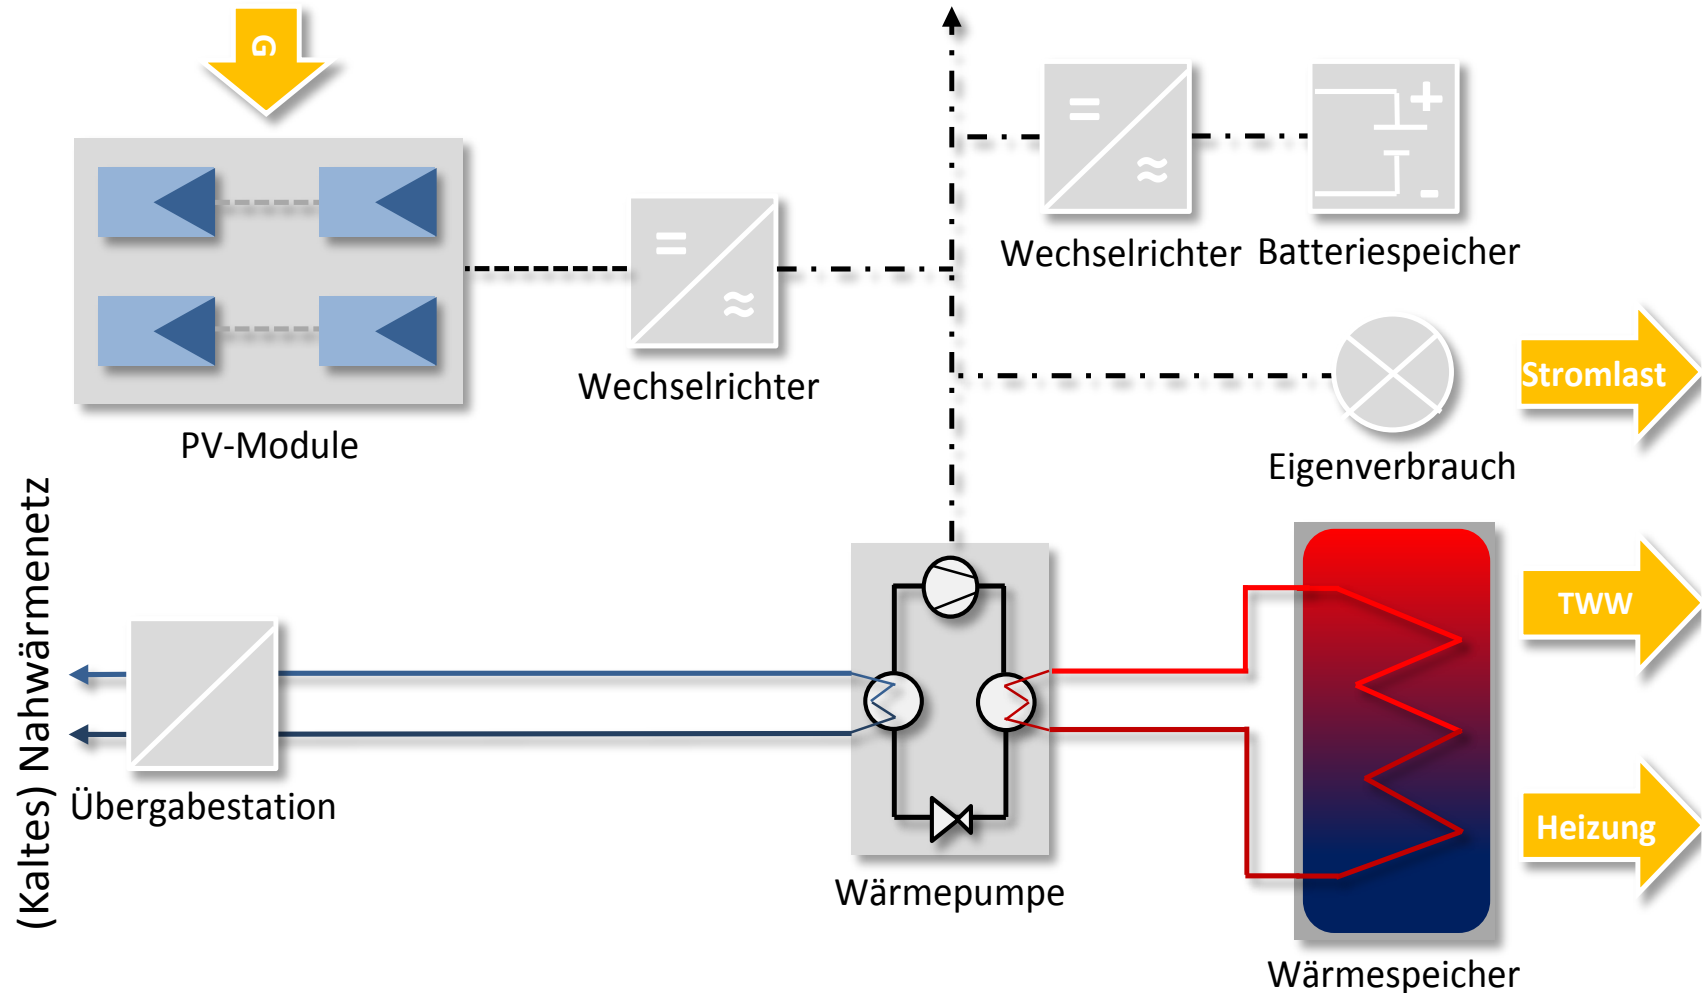 G
+
-
Wechselrichter
Batteriespeicher
Wechselrichter
Stromlast
PV-Module
Eigenverbrauch
(Kaltes) Nahwärmenetz
TWW
Übergabestation
Heizung
Wärmepumpe
Wärmespeicher